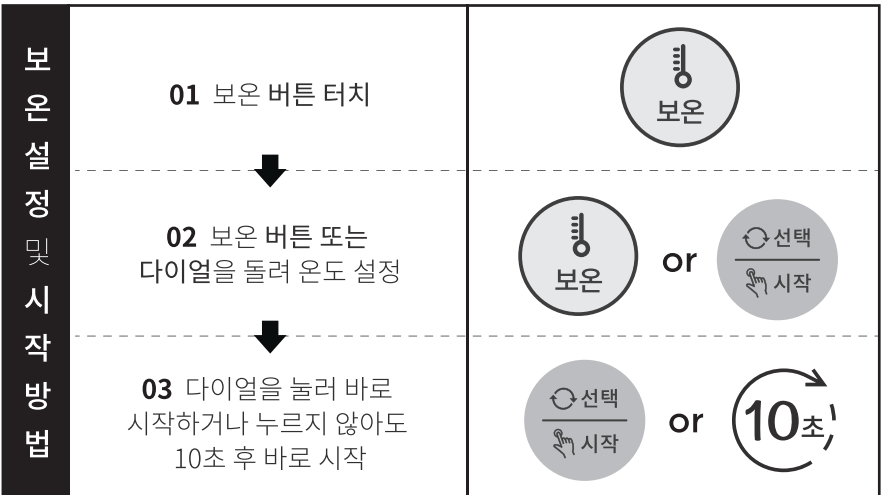 보온설정 및 시작방법
01 보온 버튼 터치
보온
02 보온 버튼 또는
다이얼을 돌려 온도 설정
보온
or
선택
시작
03 다이얼을 눌러 바로
시작하거나 누르지 않아도
10초 후 바로 시작
선택
시작
or
10초